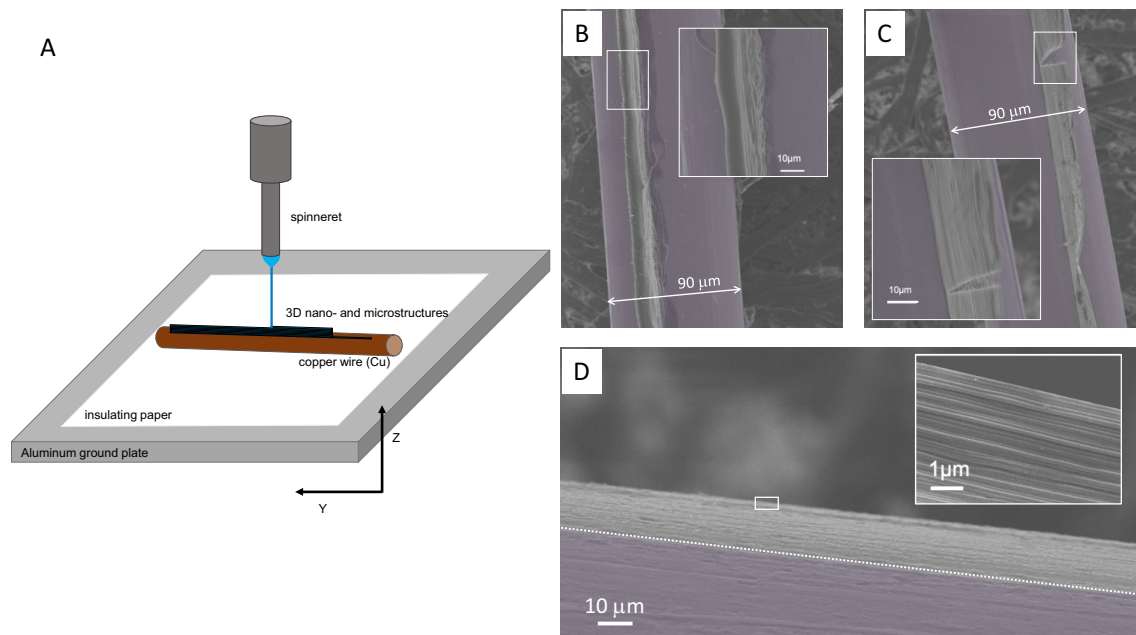 A
spinneret
3D nano- and microstructures
copper wire (Cu)
insulating paper
Aluminum ground plate
Z
Y
B
10μm
90 μm
C
90 μm
10μm
D
1μm
10 μm